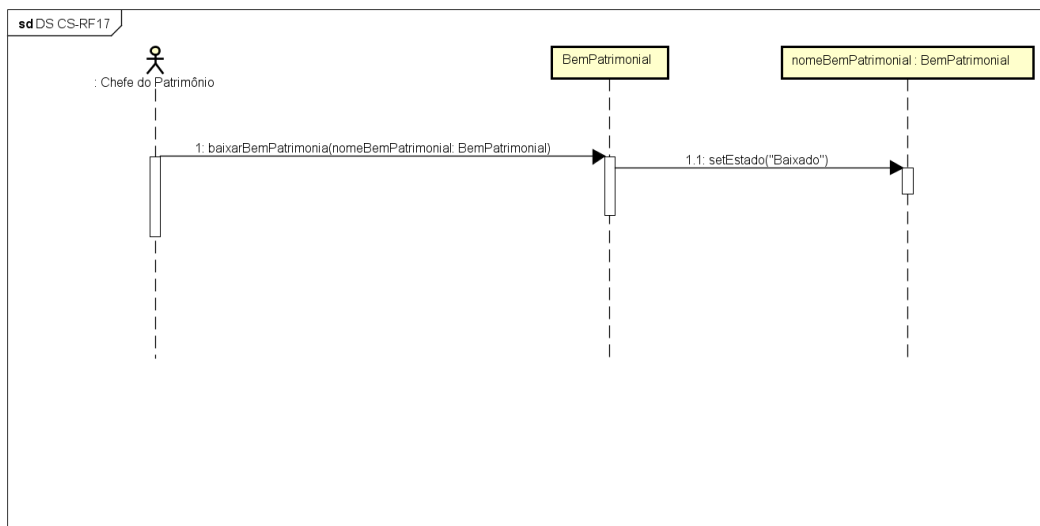 sd DS CS-RF17
: Chefe do Patrimônio
BemPatrimonial
nomeBemPatrimonial : BemPatrimonial
1: baixarBemPatrimonia(nomeBemPatrimonial: BemPatrimonial)
1.1: setEstado("Baixado")